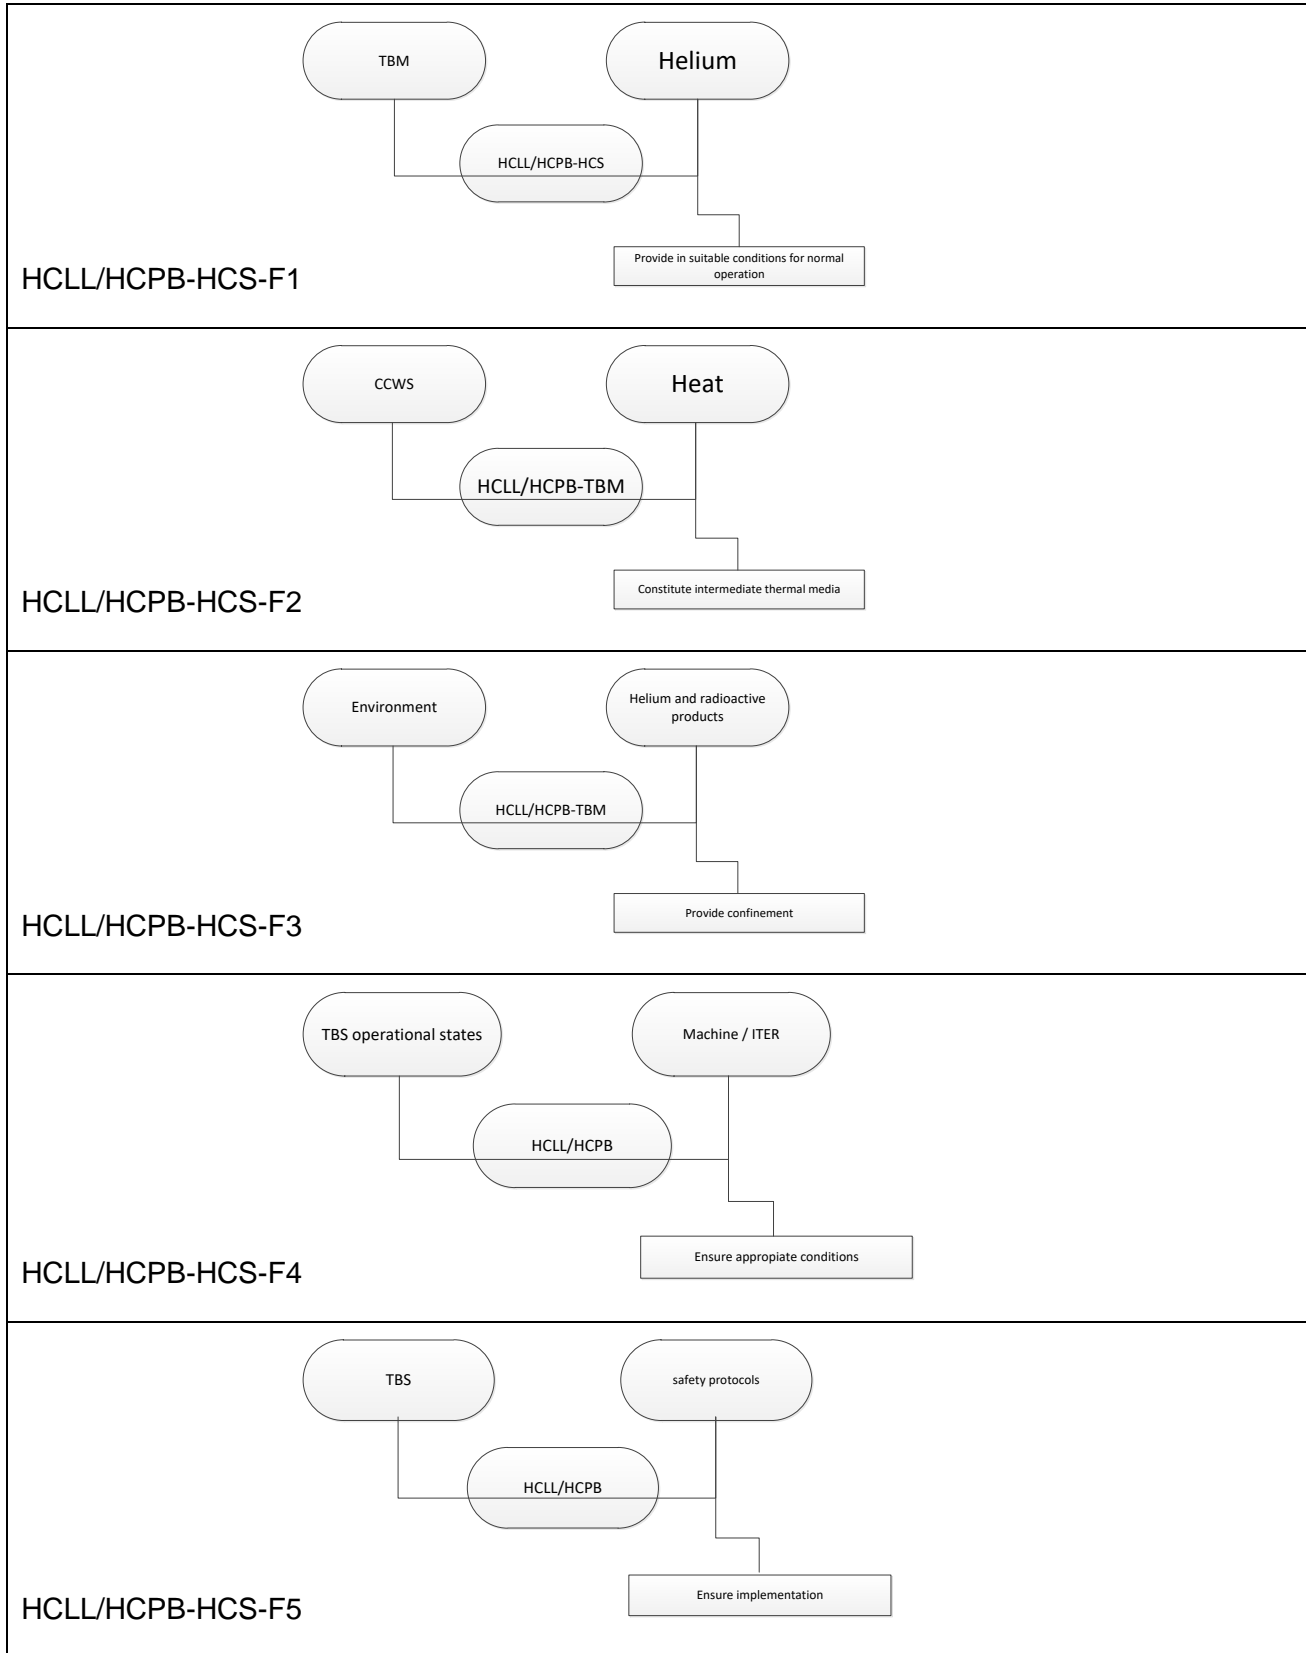 TBM
Helium
HCLL/HCPB-HCS
Provide in suitable conditions for normal
operation
HCLL/HCPB-HCS-F1
CCWS
Heat
HCLL/HCPB-TBM
Constitute intermediate thermal media
HCLL/HCPB-HCS-F2
Environment
Helium and radioactive
products
HCLL/HCPB-TBM
Provide confinement
HCLL/HCPB-HCS-F3
TBS operational states
Machine / ITER
HCLL/HCPB
Ensure appropiate conditions
HCLL/HCPB-HCS-F4
TBS
safety protocols
HCLL/HCPB
Ensure implementation
HCLL/HCPB-HCS-F5